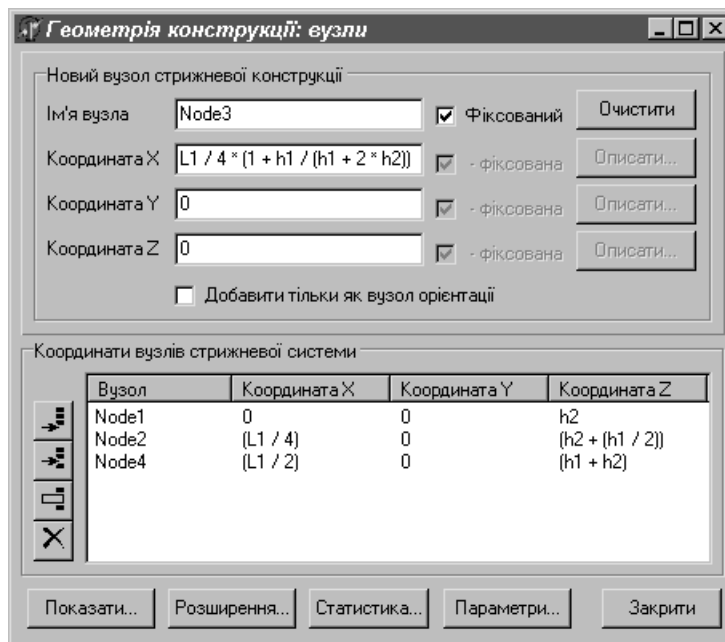 Геометрія конструкції: вузли
Новий вузол стрижневої конструкції
Ім'я вузла Node3 Фіксований Очистити
Координата X L1 / 4 * (1 + h1 / (h1 + 2 * h2)) - фіксована Описати...
Координата Y 0 - фіксована Описати...
Координата Z 0 - фіксована Описати...
Добавити тільки як вузол орієнтації
Координати вузлів стрижневої системи
Вузол Координата X Координата Y Координата Z
Node1 0 0 h2
Node2 (L1 / 4) 0 (h2 + (h1 / 2))
Node4 (L1 / 2) 0 (h1 + h2)
Показати... Розширення... Статистика... Параметри... Закрити